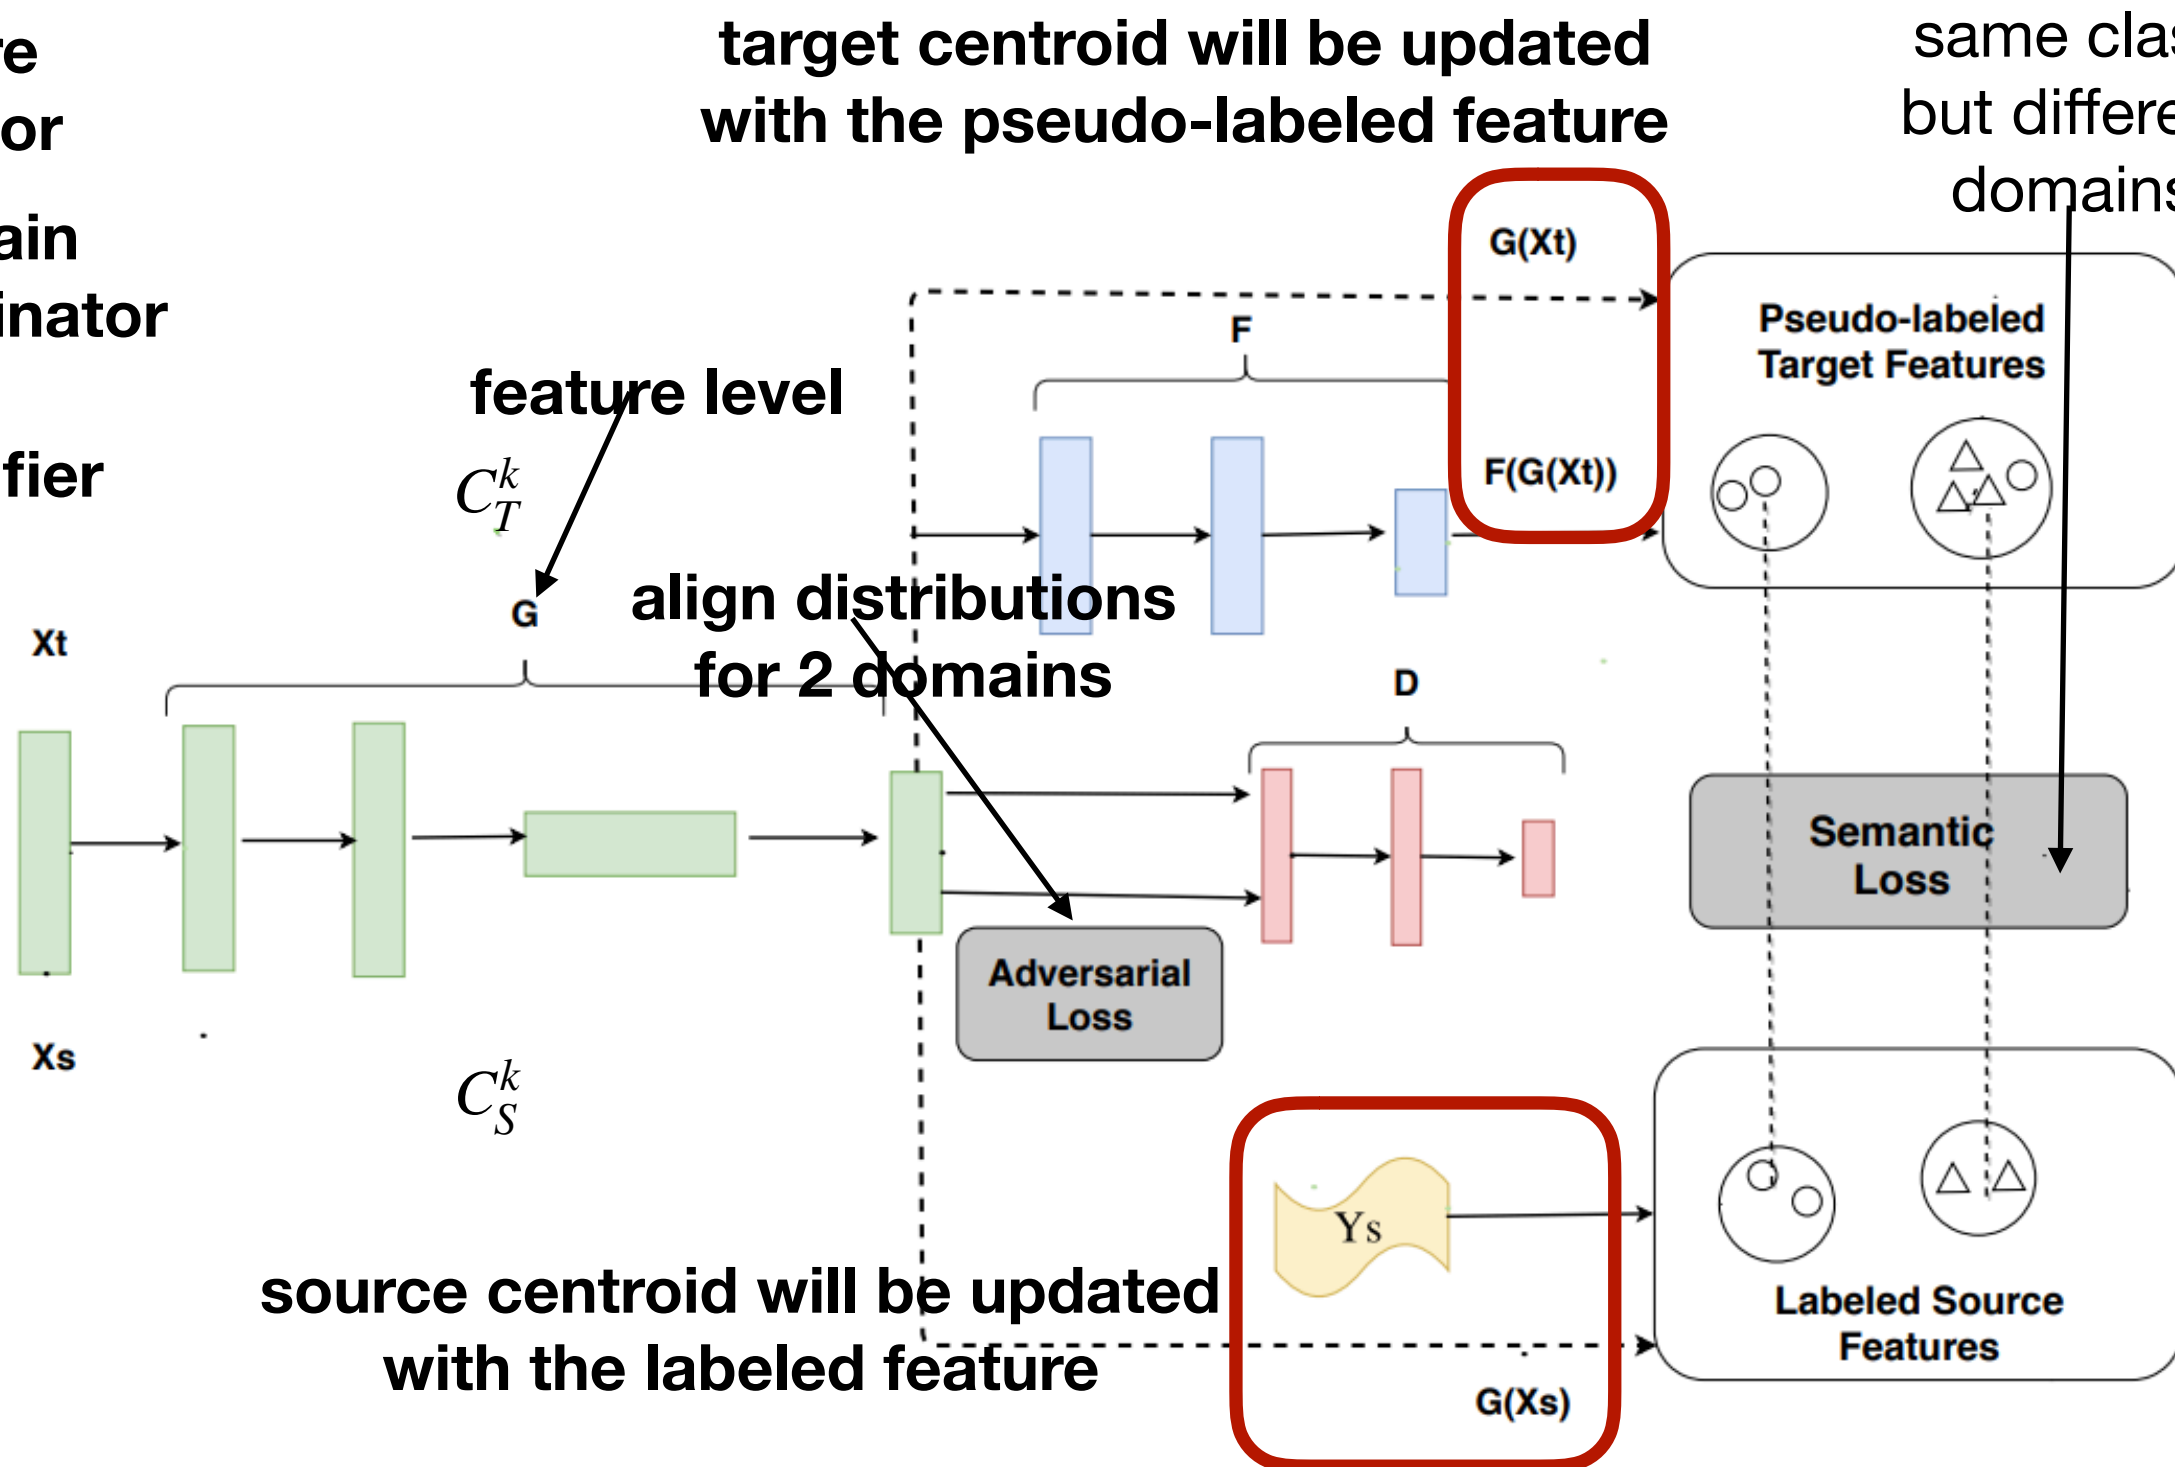 re
or
ain
inator
fier
target centroid will be updated
with the pseudo-labeled feature
same clas
but differe
domains
G(Xt)
F
Pseudo-labeled
Target Features
feature level
F(G(Xt))
C_T^k
G
align distributions
for 2 domains
Xt
D
Semantic
Loss
Adversarial
Loss
Xs
C_S^k
Ys
source centroid will be updated
with the labeled feature
Labeled Source
Features
G(Xs)